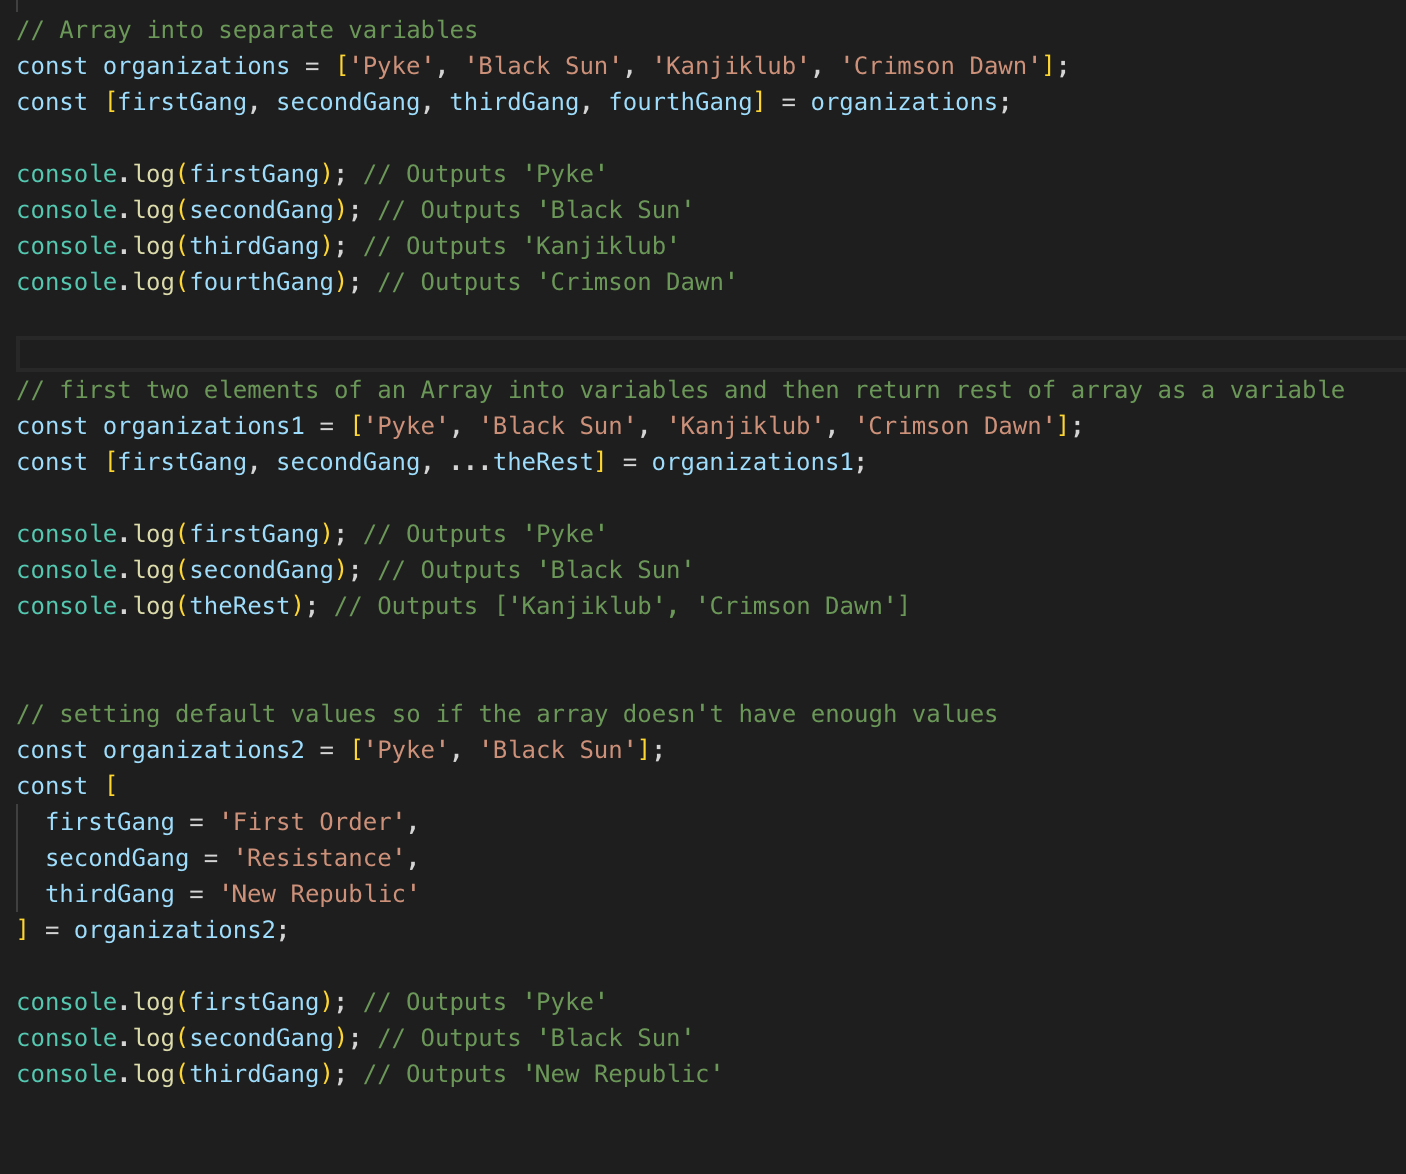 // Array into separate variables
const organizations = ['Pyke', 'Black Sun', 'Kanjiklub', 'Crimson Dawn'];
const [firstGang, secondGang, thirdGang, fourthGang] = organizations;
console.log(firstGang); // Outputs 'Pyke'
console.log(secondGang); // Outputs 'Black Sun'
console.log(thirdGang); // Outputs 'Kanjiklub'
console.log(fourthGang); // Outputs 'Crimson Dawn'
// first two elements of an Array into variables and then return rest of array as a variable
const organizations1 = ['Pyke', 'Black Sun', 'Kanjiklub', 'Crimson Dawn'];
const [firstGang, secondGang, ...theRest] = organizations1;
console.log(firstGang); // Outputs 'Pyke'
console.log(secondGang); // Outputs 'Black Sun'
console.log(theRest); // Outputs ['Kanjiklub', 'Crimson Dawn']
// setting default values so if the array doesn't have enough values
const organizations2 = ['Pyke', 'Black Sun'];
const [
  firstGang = 'First Order',
  secondGang = 'Resistance',
  thirdGang = 'New Republic'
] = organizations2;
console.log(firstGang); // Outputs 'Pyke'
console.log(secondGang); // Outputs 'Black Sun'
console.log(thirdGang); // Outputs 'New Republic'